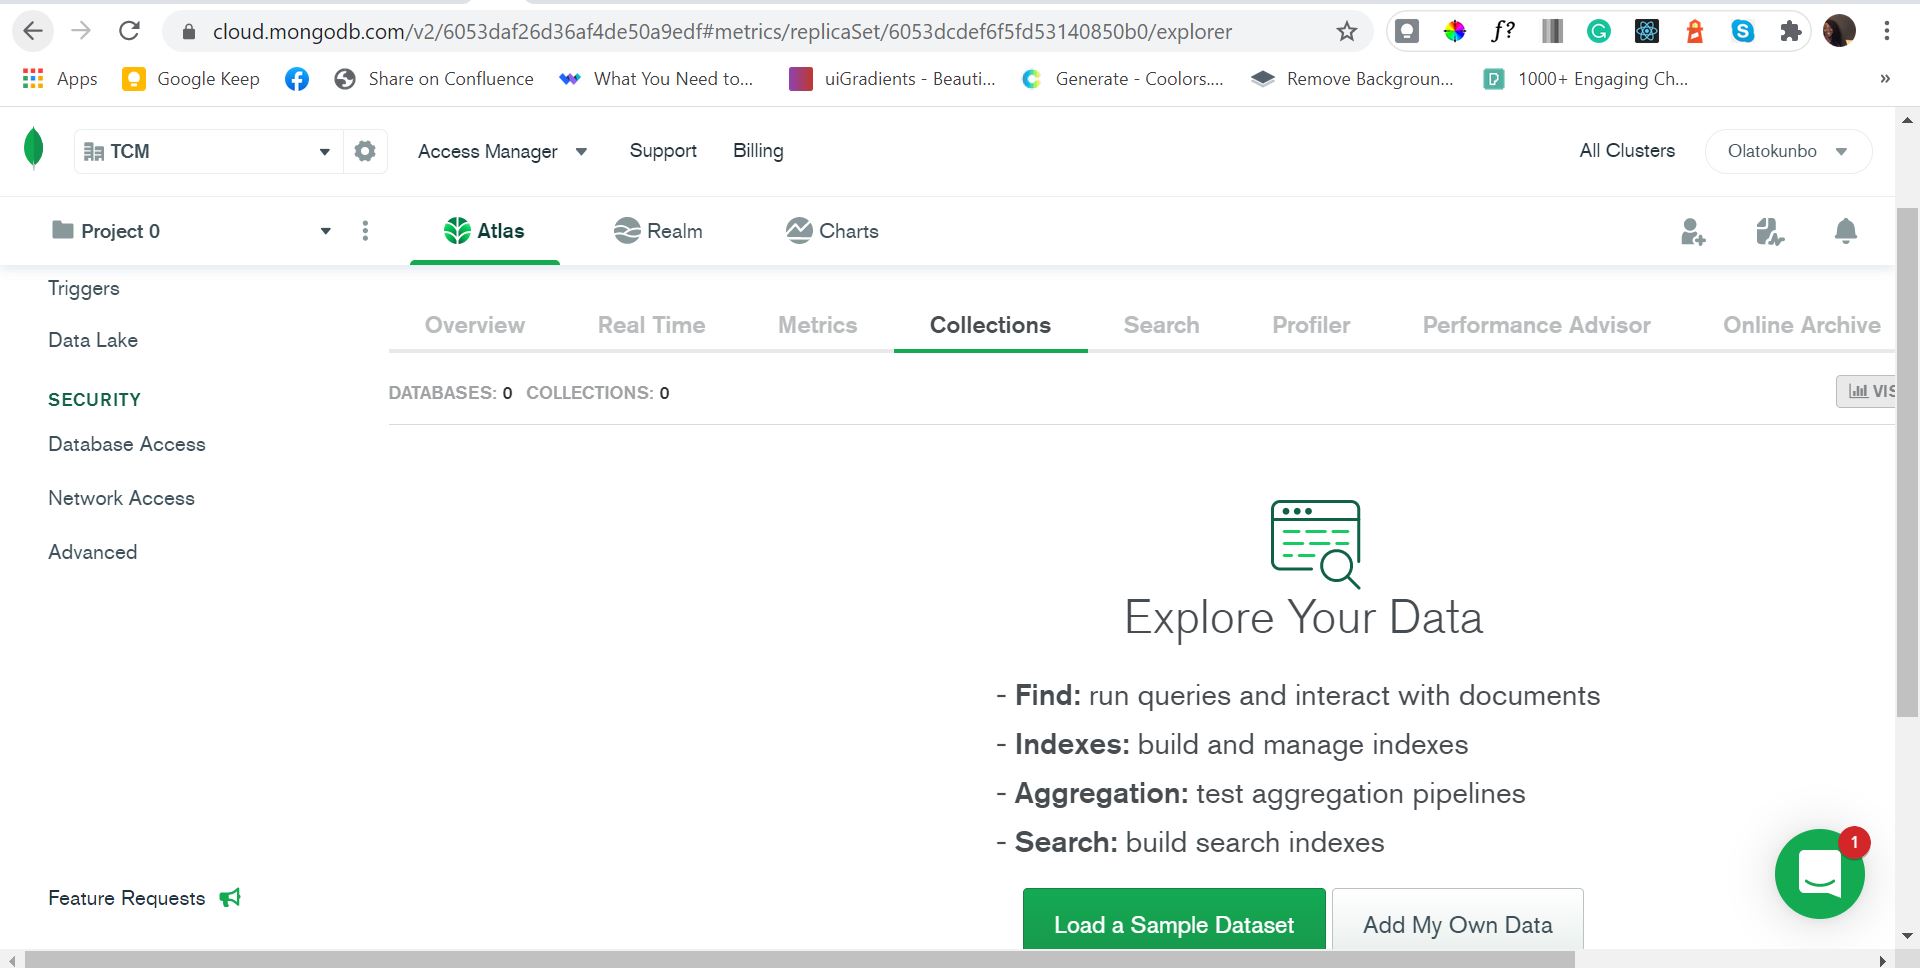 cloud.mongodb.com/v2/6053daf26d36af4de50a9edf#metrics/replicaSet/6053dcdef6f5fd53140850b0/explorer
f?
Apps Google Keep Share on Confluence What You Need to... uiGradients - Beauti... Generate - Coolors.... Remove Backgroun... 1000+ Engaging Ch... »
TCM Access Manager Support Billing All Clusters Olatokunbo
Project 0 Atlas Realm Charts
Triggers
Data Lake
SECURITY
Database Access
Network Access
Advanced
Feature Requests
Overview Real Time Metrics Collections Search Profiler Performance Advisor Online Archive
DATABASES: 0 COLLECTIONS: 0
VIS
Explore Your Data
- Find: run queries and interact with documents
- Indexes: build and manage indexes
- Aggregation: test aggregation pipelines
- Search: build search indexes
Load a Sample Dataset Add My Own Data
1